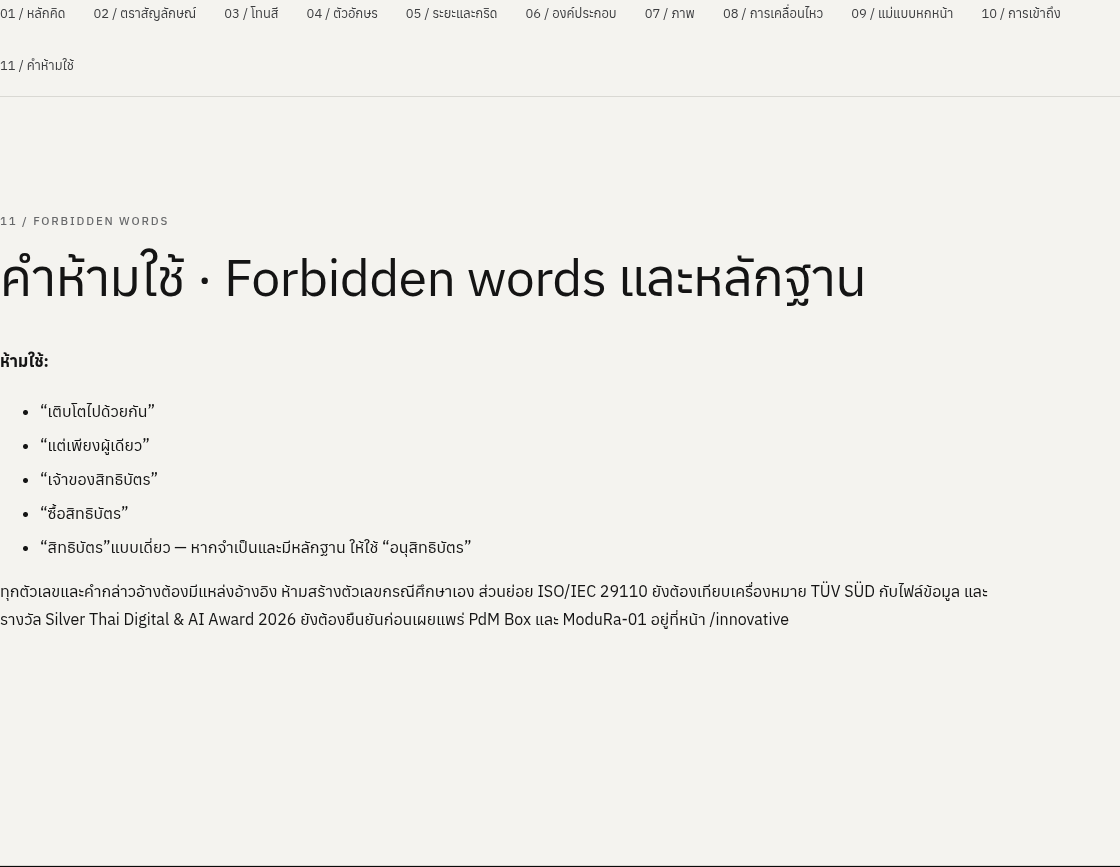 01 / หลักคิด 02 / ตราสัญลักษณ์ 03 / โทนสี 04 / ตัวอักษร 05 / ระยะและกริด 06 / องค์ประกอบ 07 / ภาพ 08 / การเคลื่อนไหว 09 / แม่แบบหกหน้า 10 / การเข้าถึง
11 / คำห้ามใช้
11 / FORBIDDEN WORDS
คำห้ามใช้ · Forbidden words และหลักฐาน
ห้ามใช้:
• “เติบโตไปด้วยกัน”
• “แต่เพียงผู้เดียว”
• “เจ้าของสิทธิบัตร”
• “ซื้อสิทธิบัตร”
• “สิทธิบัตร”แบบเดี่ยว — หากจำเป็นและมีหลักฐาน ให้ใช้ “อนุสิทธิบัตร”
ทุกตัวเลขและคำกล่าวอ้างต้องมีแหล่งอ้างอิง ห้ามสร้างตัวเลขกรณีศึกษาเอง ส่วนย่อย ISO/IEC 29110 ยังต้องเทียบเครื่องหมาย TÜV SÜD กับไฟล์ข้อมูล และ
รางวัล Silver Thai Digital & AI Award 2026 ยังต้องยืนยันก่อนเผยแพร่ PdM Box และ ModuRa-01 อยู่ที่หน้า /innovative